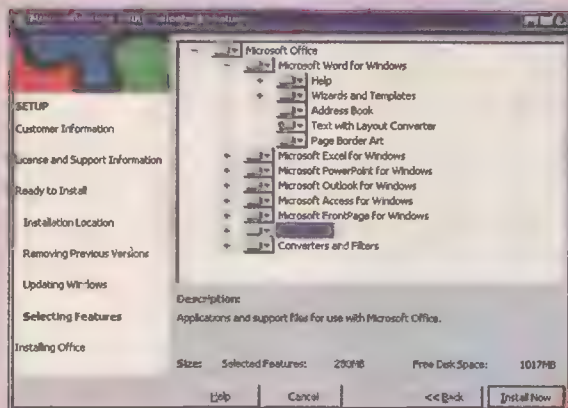 Microsoft Office
Microsoft Word for Windows
Help
Wizards and Templates
Address Book
Text with Layout Converter
Page Border Art
Microsoft Excel for Windows
Microsoft PowerPoint for Windows
Microsoft Outlook for Windows
Microsoft Access for Windows
Microsoft FrontPage for Windows
Converters and Filters
SETUP
Customer Information
License and Support Information
Ready to Install
Installation Location
Removing Previous Versions
Updating Windows
Selecting Features
Installing Office
Description:
Applications and support files for use with Microsoft Office.
Size: Selected Features: 280MB Free Disk Space: 1017MB
Help Cancel << Back Install Now